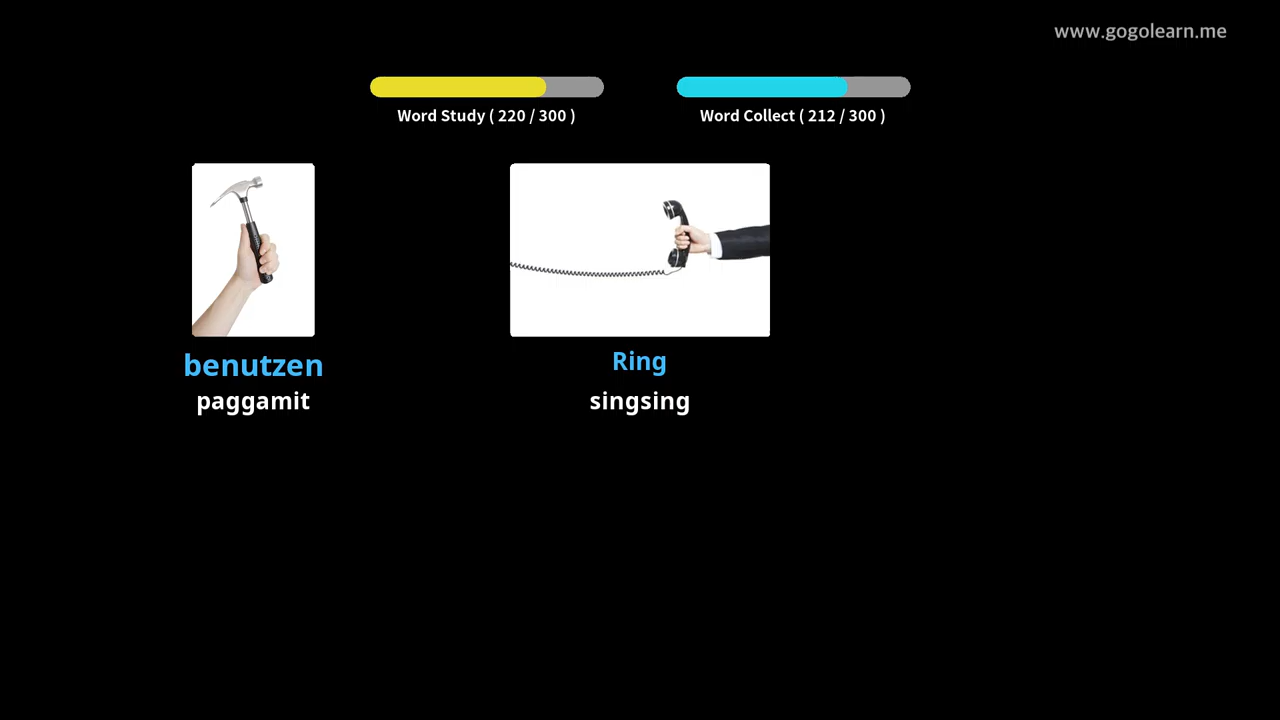 www.gogolearn.me
Word Study ( 220 / 300 )
Word Collect ( 212 / 300 )
benutzen
paggamit
Ring
singsing